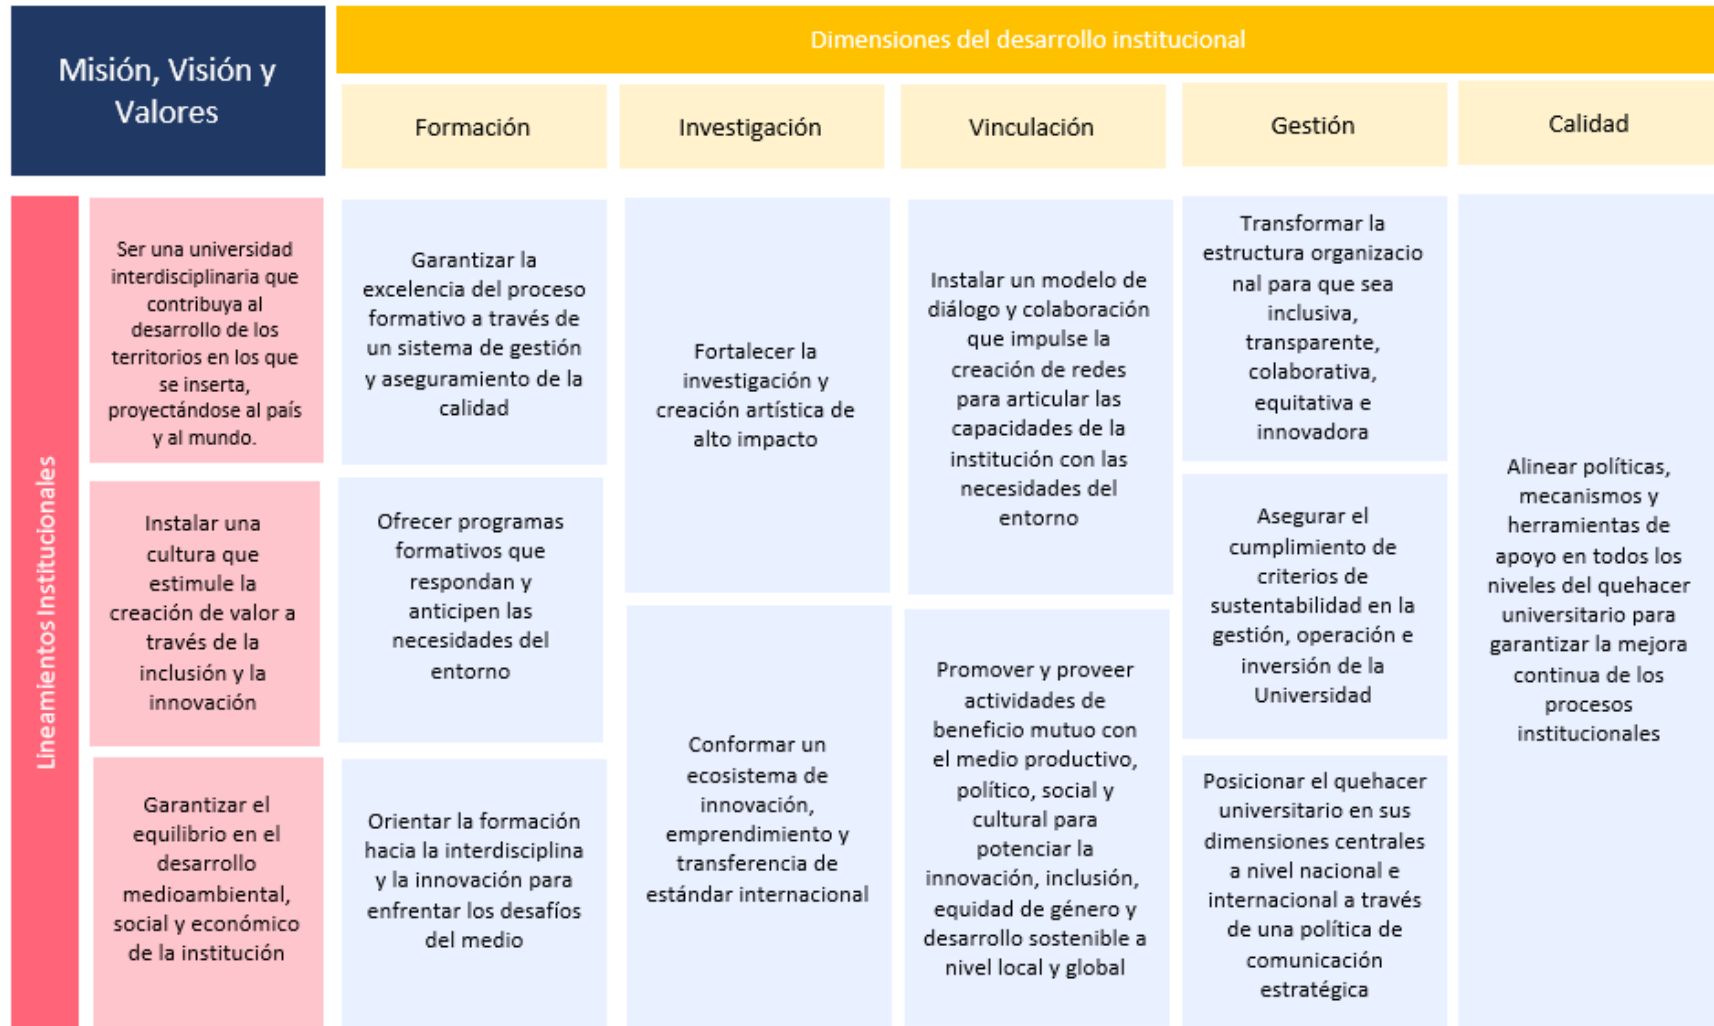 Misión, Visión y
Valores
Dimensiones del desarrollo institucional
Formación
Investigación
Vinculación
Gestión
Calidad
Lineamientos Institucionales
Ser una universidad
interdisciplinaria que
contribuya al
desarrollo de los
territorios en los que
se inserta,
proyectándose al país
y al mundo.
Instalar una
cultura que
estimule la
creación de valor a
través de la
inclusión y la
innovación
Garantizar el
equilibrio en el
desarrollo
medioambiental,
social y económico
de la institución
Garantizar la
excelencia del proceso
formativo a través de
un sistema de gestión
y aseguramiento de la
calidad
Ofrecer programas
formativos que
respondan y
anticipen las
necesidades del
entorno
Orientar la formación
hacia la interdisciplina
y la innovación para
enfrentar los desafíos
del medio
Fortalecer la
investigación y
creación artística de
alto impacto
Conformar un
ecosistema de
innovación,
emprendimiento y
transferencia de
estándar internacional
Instalar un modelo de
diálogo y colaboración
que impulse la
creación de redes
para articular las
capacidades de la
institución con las
necesidades del
entorno
Promover y proveer
actividades de
beneficio mutuo con
el medio productivo,
político, social y
cultural para
potenciar la
innovación, inclusión,
equidad de género y
desarrollo sostenible a
nivel local y global
Transformar la
estructura organizacio
nal para que sea
inclusiva,
transparente,
colaborativa,
equitativa e
innovadora
Asegurar el
cumplimiento de
criterios de
sustentabilidad en la
gestión, operación e
inversión de la
Universidad
Posicionar el quehacer
universitario en sus
dimensiones centrales
a nivel nacional e
internacional a través
de una política de
comunicación
estratégica
Alinear políticas,
mecanismos y
herramientas de
apoyo en todos los
niveles del quehacer
universitario para
garantizar la mejora
continua de los
procesos
institucionales